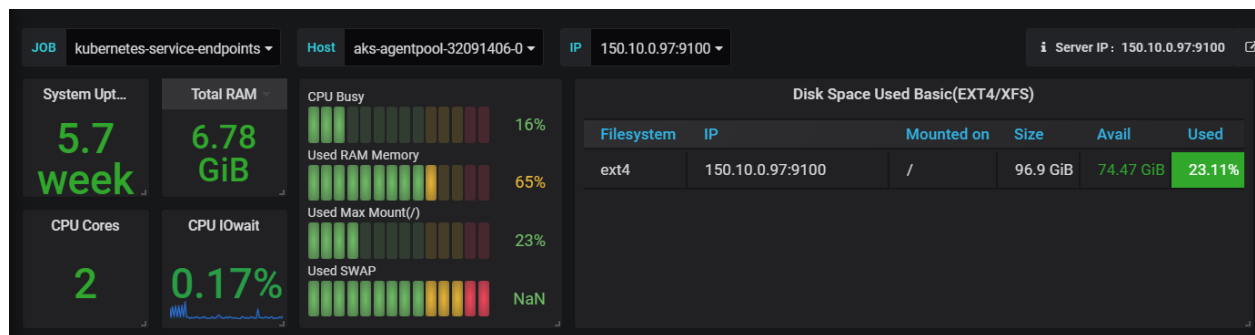 JOB kubernetes-service-endpoints Host aks-agentpool-32091406-0 IP 150.10.0.97:9100 i Server IP：150.10.0.97:9100
System Upt...
5.7
week
Total RAM
6.78
GiB
CPU Cores
2
CPU IOwait
0.17%
CPU Busy
16%
Used RAM Memory
65%
Used Max Mount(/)
23%
Used SWAP
NaN
Disk Space Used Basic(EXT4/XFS)
Filesystem IP Mounted on Size Avail Used
ext4 150.10.0.97:9100 / 96.9 GiB 74.47 GiB 23.11%